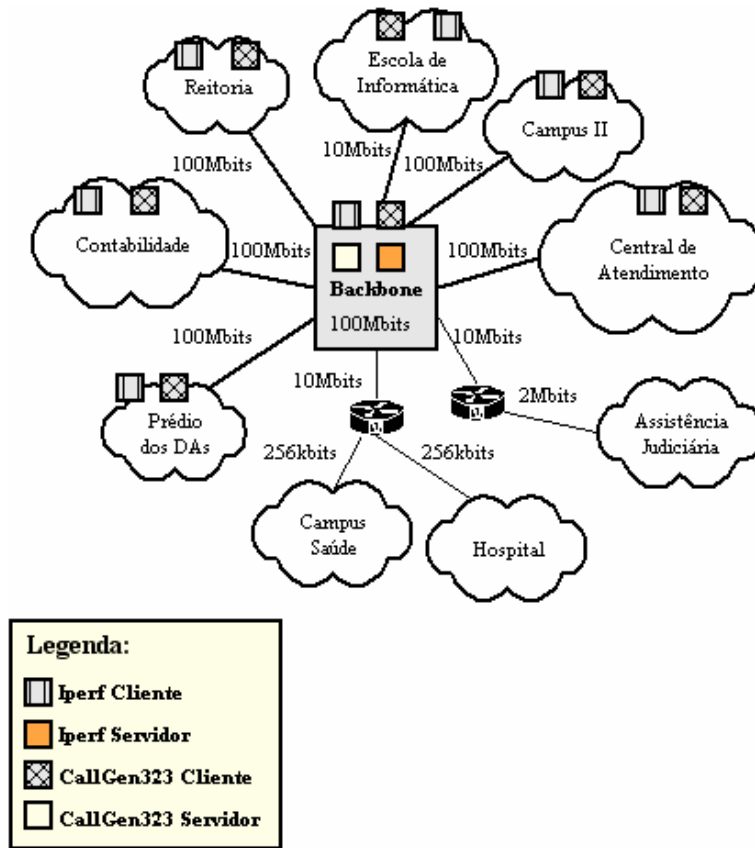 Reitoria
Escola de
Informática
Campus II
100Mbits
10Mbits
100Mbits
Contabilidade
100Mbits
100Mbits
Central de
Atendimento
Backbone
100Mbits
100Mbits
10Mbits
10Mbits
Prédio
dos DAs
2Mbits
Assistência
Judiciária
256kbits
256kbits
Campus
Saúde
Hospital
Legenda:
Iperf Cliente
Iperf Servidor
CallGen323 Cliente
CallGen323 Servidor